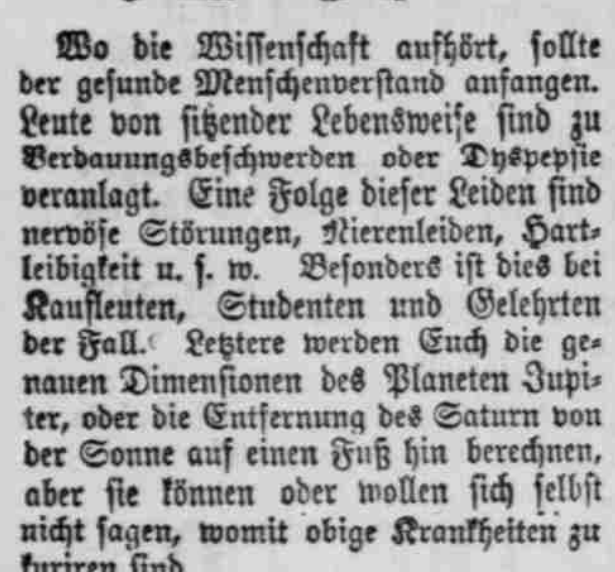 Wo die Wissenschaft aufhört, sollte
der gesunde Menschenverstand anfangen.
Leute von sitzender Lebensweise sind zu
Verdauungsbeschwerden oder Dyspepsie
veranlagt. Eine Folge dieser Leiden sind
nervöse Störungen, Nierenleiden, Hart-
leibigkeit u. s. w. Besonders ist dies bei
Kaufleuten, Studenten und Gelehrten
der Fall. Letztere werden Euch die ge-
nauen Dimensionen des Planeten Jupi-
ter, oder die Entfernung des Saturn von
der Sonne auf einen Fuß hin berechnen,
aber sie können oder wollen sich selbst
nicht sagen, womit obige Krankheiten zu
kuriren sind